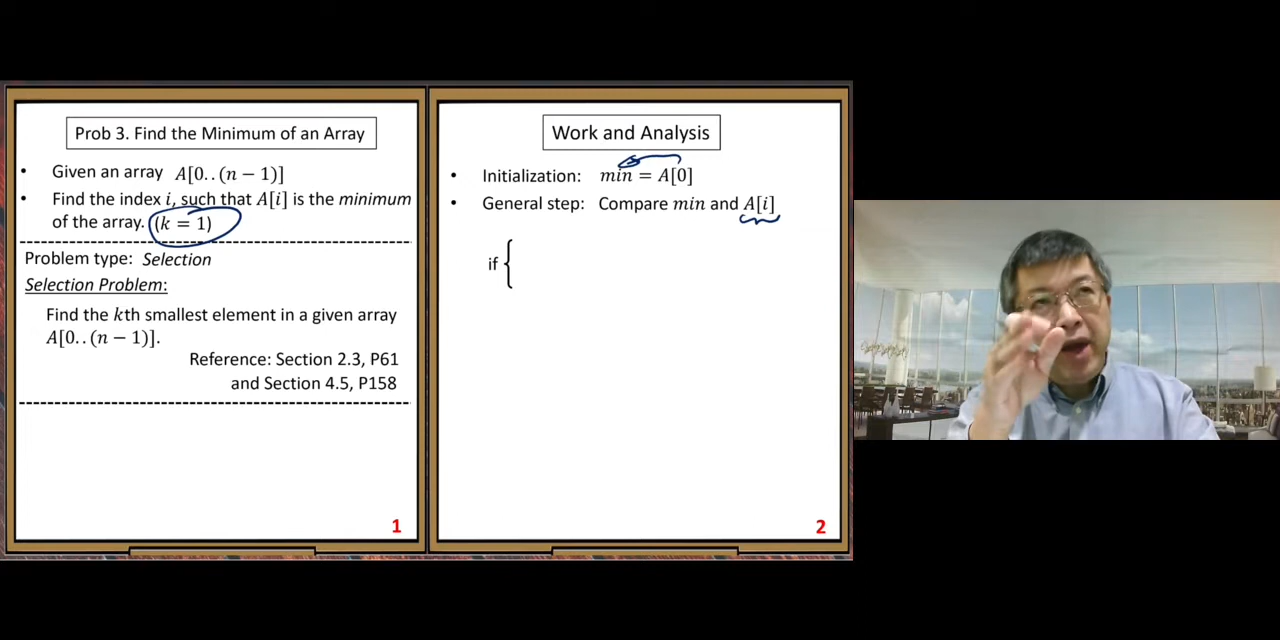 Prob 3. Find the Minimum of an Array
• Given an array A[0..(n − 1)]
• Find the index i, such that A[i] is the minimum
of the array. (k = 1)
Problem type: Selection
Selection Problem:
Find the kth smallest element in a given array
A[0..(n − 1)].
Reference: Section 2.3, P61
and Section 4.5, P158
1
Work and Analysis
• Initialization: min = A[0]
• General step: Compare min and A[i]
if {
2